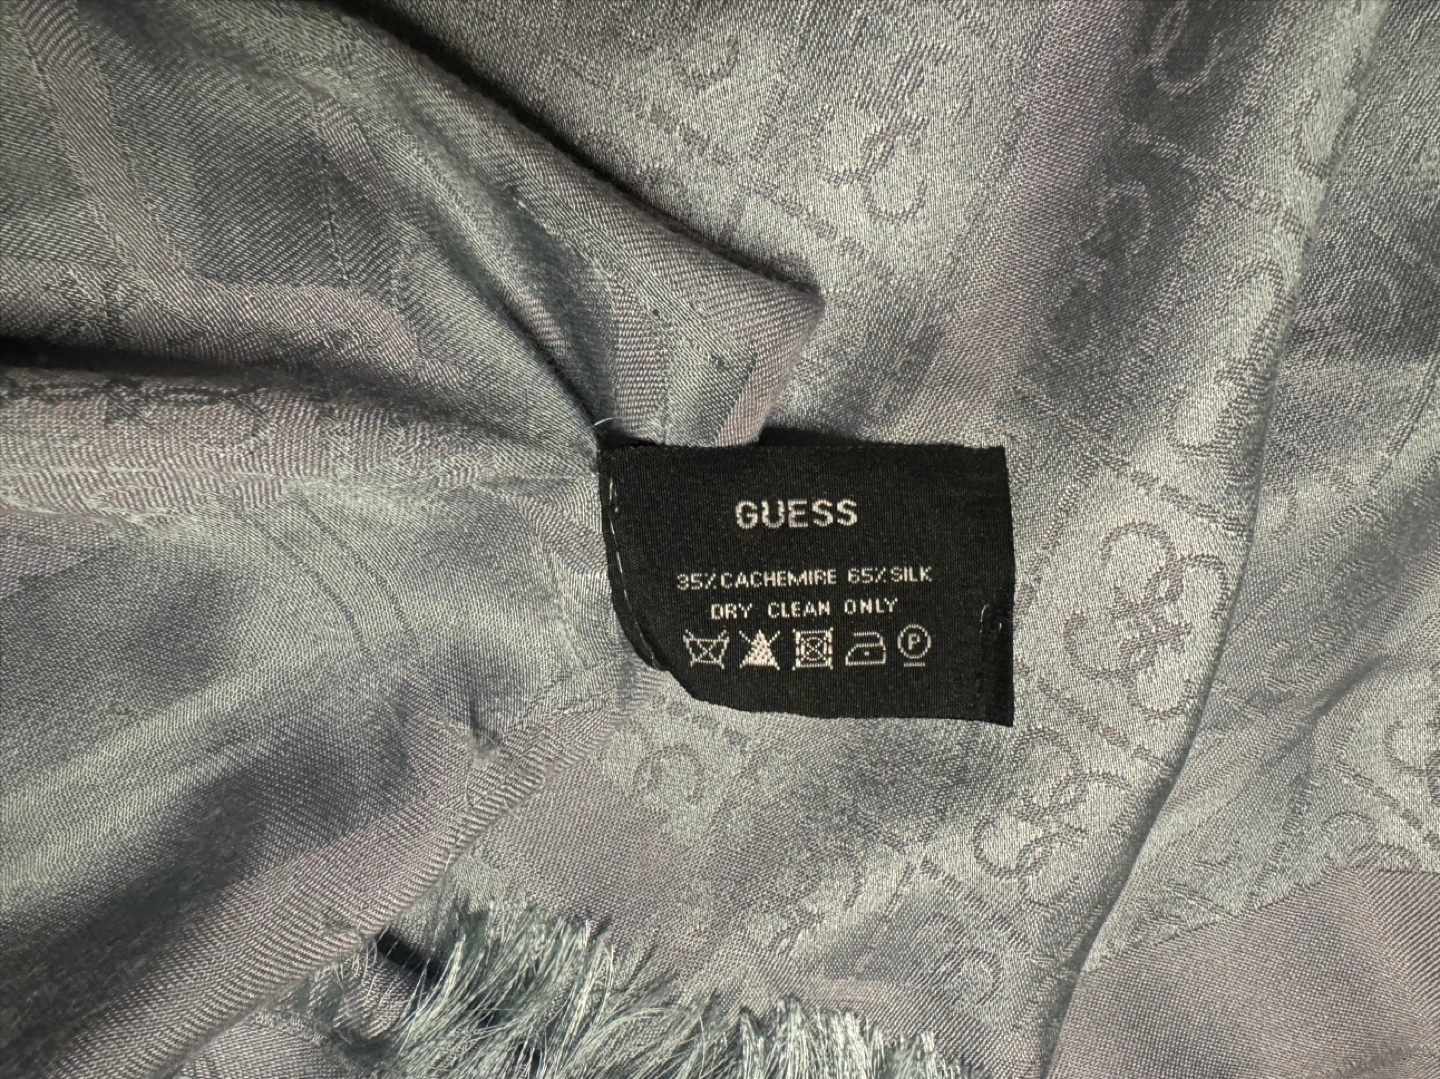 GUESS
35% CACHEMIRE 65% SILK
DRY CLEAN ONLY
P